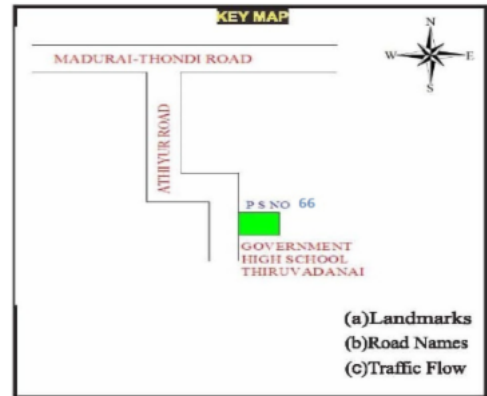 KEY MAP
N
W E
S
MADURAI-THONDI ROAD
ATHIYUR ROAD
P S NO 66
GOVERNMENT
HIGH SCHOOL
THIRUVADANAI
(a)Landmarks
(b)Road Names
(c)Traffic Flow